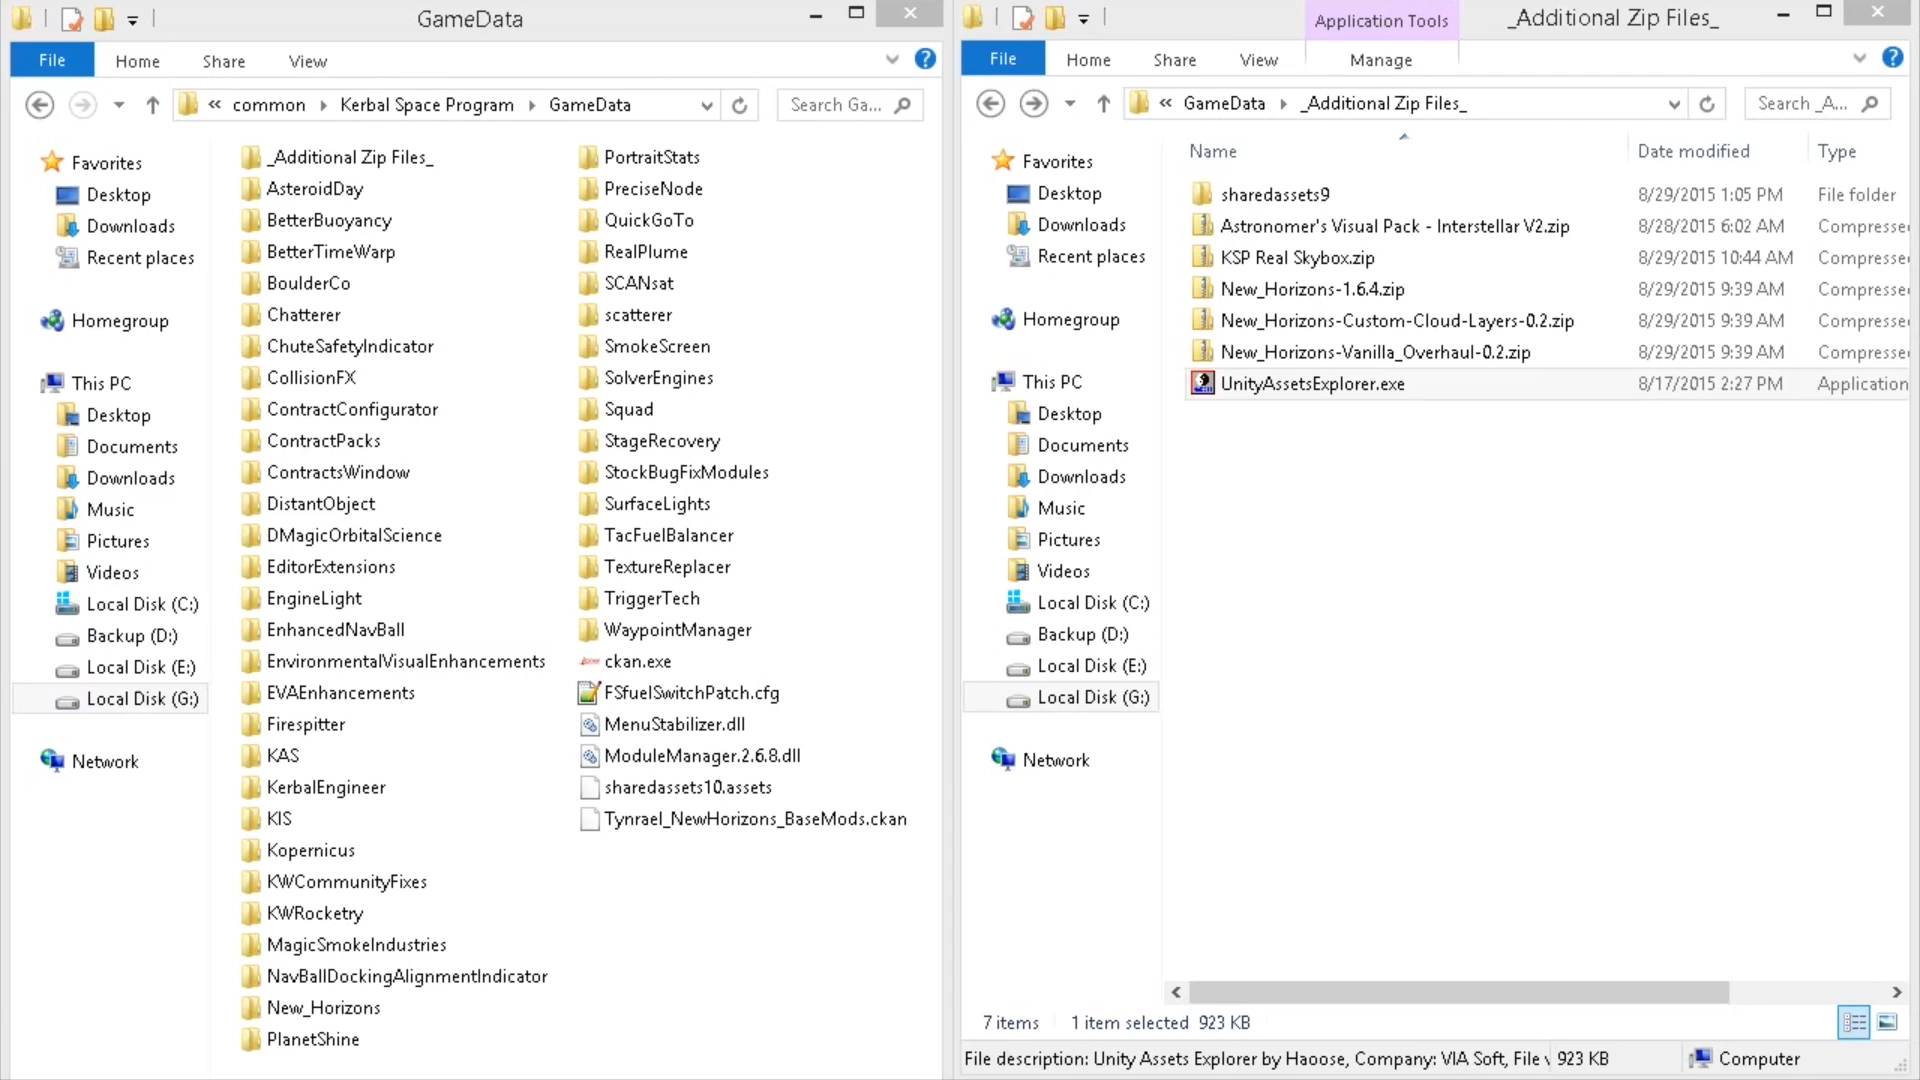 GameData
File Home Share View
« common Kerbal Space Program GameData
Search Ga...
Favorites
Desktop
Downloads
Recent places
Homegroup
This PC
Desktop
Documents
Downloads
Music
Pictures
Videos
Local Disk (C:)
Backup (D:)
Local Disk (E:)
Local Disk (G:)
Network
_Additional Zip Files_
AsteroidDay
BetterBuoyancy
BetterTimeWarp
BoulderCo
Chatterer
ChuteSafetyIndicator
CollisionFX
ContractConfigurator
ContractPacks
ContractsWindow
DistantObject
DMagicOrbitalScience
EditorExtensions
EngineLight
EnhancedNavBall
EnvironmentalVisualEnhancements
EVAEnhancements
Firespitter
KAS
KerbalEngineer
KIS
Kopernicus
KWCommunityFixes
KWRocketry
MagicSmokeIndustries
NavBallDockingAlignmentIndicator
New_Horizons
PlanetShine
PortraitStats
PreciseNode
QuickGoTo
RealPlume
SCANsat
scatterer
SmokeScreen
SolverEngines
Squad
StageRecovery
StockBugFixModules
SurfaceLights
TacFuelBalancer
TextureReplacer
TriggerTech
WaypointManager
ckan.exe
FSfuelSwitchPatch.cfg
MenuStabilizer.dll
ModuleManager.2.6.8.dll
sharedassets10.assets
Tynrael_NewHorizons_BaseMods.ckan
Application Tools
_Additional Zip Files_
File Home Share View Manage
« GameData _Additional Zip Files_
Search _A...
Favorites
Desktop
Downloads
Recent places
Homegroup
This PC
Desktop
Documents
Downloads
Music
Pictures
Videos
Local Disk (C:)
Backup (D:)
Local Disk (E:)
Local Disk (G:)
Network
Name Date modified Type
sharedassets9 8/29/2015 1:05 PM File folder
Astronomer's Visual Pack - Interstellar V2.zip 8/28/2015 6:02 AM Compresse
KSP Real Skybox.zip 8/29/2015 10:44 AM Compresse
New_Horizons-1.6.4.zip 8/29/2015 9:39 AM Compresse
New_Horizons-Custom-Cloud-Layers-0.2.zip 8/29/2015 9:39 AM Compresse
New_Horizons-Vanilla_Overhaul-0.2.zip 8/29/2015 9:39 AM Compresse
UnityAssetsExplorer.exe 8/17/2015 2:27 PM Application
7 items 1 item selected 923 KB
File description: Unity Assets Explorer by Haoose, Company: VIA Soft, File 923 KB Computer